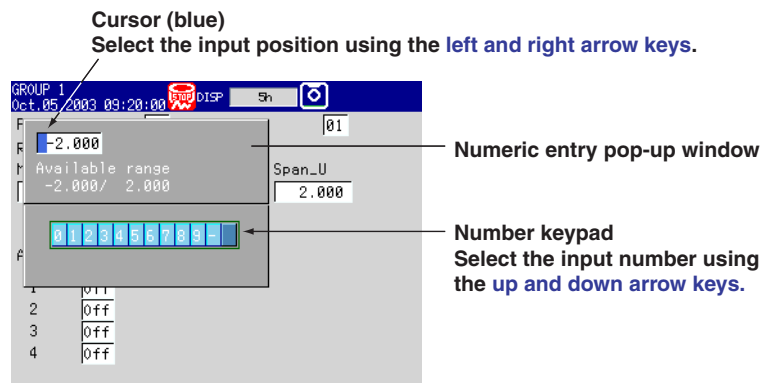 Cursor (blue)
Select the input position using the left and right arrow keys.
GROUP 1
Oct.05,2003 09:20:00 STOP DISP 5h
01
-2.000
Numeric entry pop-up window
Available range
-2.000/ 2.000
Span_U
2.000
Number keypad
0 1 2 3 4 5 6 7 8 9 -
Select the input number using
the up and down arrow keys.
1 Off
2 Off
3 Off
4 Off